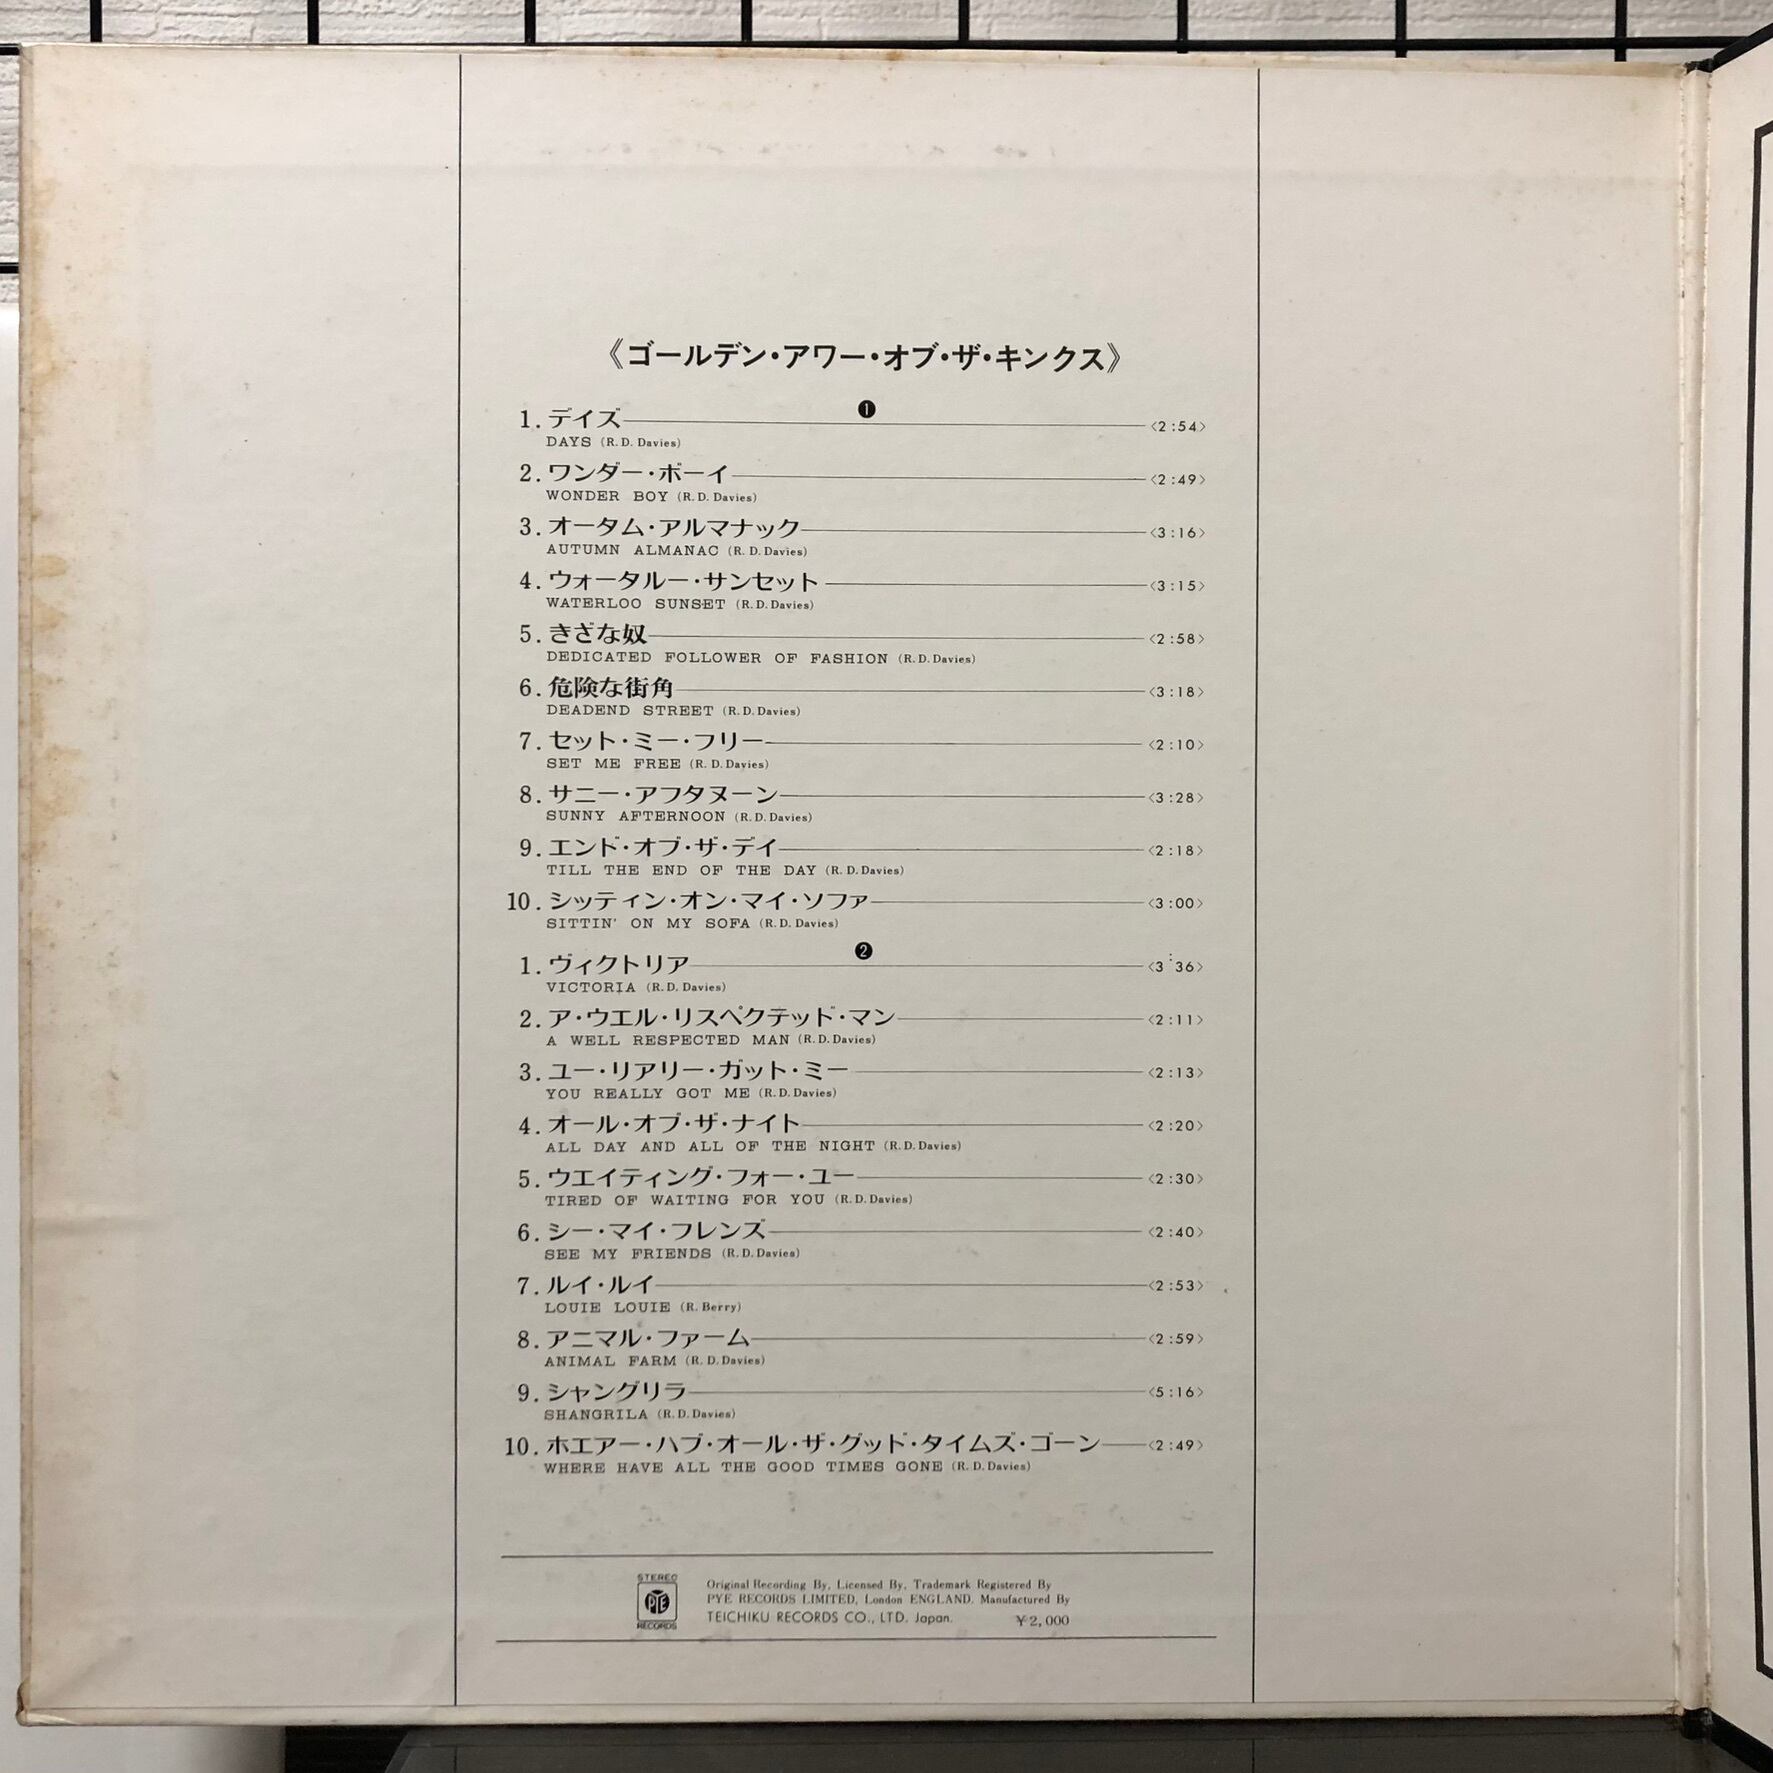 《ゴールデン・アワー・オブ・ザ・キンクス》
❶
1. デイズ <2:54>
DAYS (R.D.Davies)
2. ワンダー・ボーイ <2:49>
WONDER BOY (R.D.Davies)
3. オータム・アルマナック <3:16>
AUTUMN ALMANAC (R.D.Davies)
4. ウォータルー・サンセット <3:15>
WATERLOO SUNSET (R.D.Davies)
5. きざな奴 <2:58>
DEDICATED FOLLOWER OF FASHION (R.D.Davies)
6. 危険な街角 <3:18>
DEADEND STREET (R.D.Davies)
7. セット・ミー・フリー <2:10>
SET ME FREE (R.D.Davies)
8. サニー・アフタヌーン <3:28>
SUNNY AFTERNOON (R.D.Davies)
9. エンド・オブ・ザ・デイ <2:18>
TILL THE END OF THE DAY (R.D.Davies)
10. シッティン・オン・マイ・ソファ <3:00>
SITTIN' ON MY SOFA (R.D.Davies)
❷
1. ヴィクトリア <3:36>
VICTORIA (R.D.Davies)
2. ア・ウエル・リスペクテッド・マン <2:11>
A WELL RESPECTED MAN (R.D.Davies)
3. ユー・リアリー・ガット・ミー <2:13>
YOU REALLY GOT ME (R.D.Davies)
4. オール・オブ・ザ・ナイト <2:20>
ALL DAY AND ALL OF THE NIGHT (R.D.Davies)
5. ウエイティング・フォー・ユー <2:30>
TIRED OF WAITING FOR YOU (R.D.Davies)
6. シー・マイ・フレンズ <2:40>
SEE MY FRIENDS (R.D.Davies)
7. ルイ・ルイ <2:53>
LOUIE LOUIE (R.Berry)
8. アニマル・ファーム <2:59>
ANIMAL FARM (R.D.Davies)
9. シャングリラ <5:16>
SHANGRILA (R.D.Davies)
10. ホエアー・ハブ・オール・ザ・グッド・タイムズ・ゴーン <2:49>
WHERE HAVE ALL THE GOOD TIMES GONE (R.D.Davies)
STEREO
PYE
RECORDS
Original Recording By, Licensed By, Trademark Registered By
PYE RECORDS LIMITED, London ENGLAND. Manufactured By
TEICHIKU RECORDS CO., LTD. Japan. ¥2,000